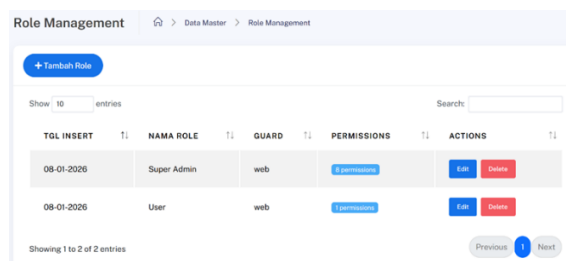 Role Management > Data Master > Role Management
+ Tambah Role
Show 10 entries Search:
TGL INSERT NAMA ROLE GUARD PERMISSIONS ACTIONS
08-01-2026 Super Admin web 8 permissions Edit Delete
08-01-2026 User web 1 permissions Edit Delete
Showing 1 to 2 of 2 entries Previous 1 Next